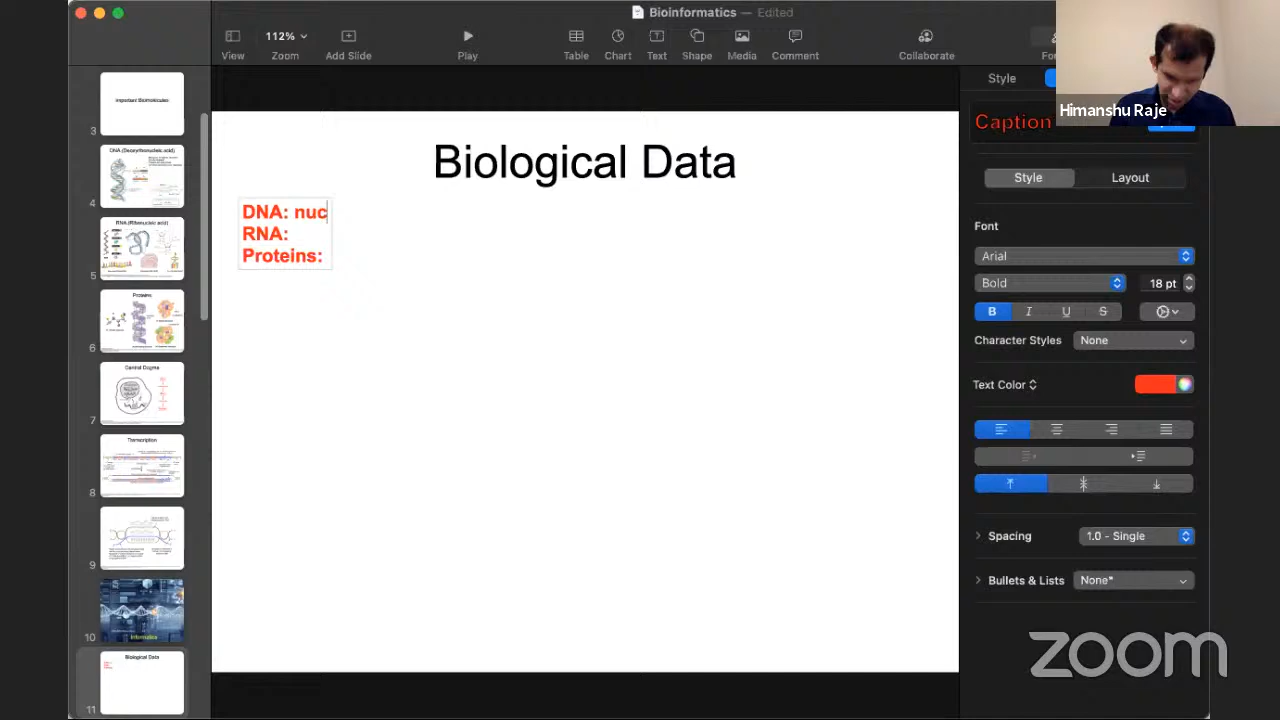 Bioinformatics — Edited
View
112%
Zoom
Add Slide
Play
Table
Chart
Text
Shape
Media
Comment
Collaborate
Style
Himanshu Raje
Caption
Style
Layout
Font
Arial
Bold
18 pt
B I U S
Character Styles
None
Text Color
Spacing
1.0 - Single
Bullets & Lists
None*
zoom
Biological Data
DNA: nuc
RNA:
Proteins:
Important Biomolecules
3
DNA (Deoxyribonucleic acid)
4
RNA (Ribonucleic acid)
5
Proteins
6
Central Dogma
7
Transcription
8
9
Informatics
10
Biological Data
11